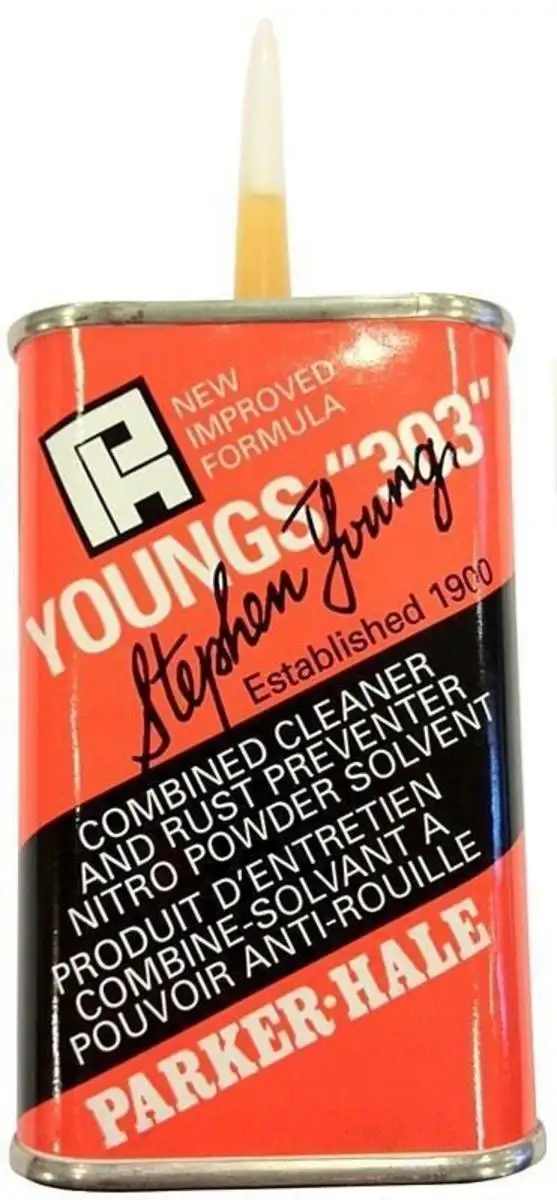 PH
NEW
IMPROVED
FORMULA
YOUNGS "303"
Stephen Young.
Established 1900
COMBINED CLEANER
AND RUST PREVENTER
NITRO POWDER SOLVENT
PRODUIT D'ENTRETIEN
COMBINE-SOLVANT A
POUVOIR ANTI-ROUILLE
PARKER·HALE